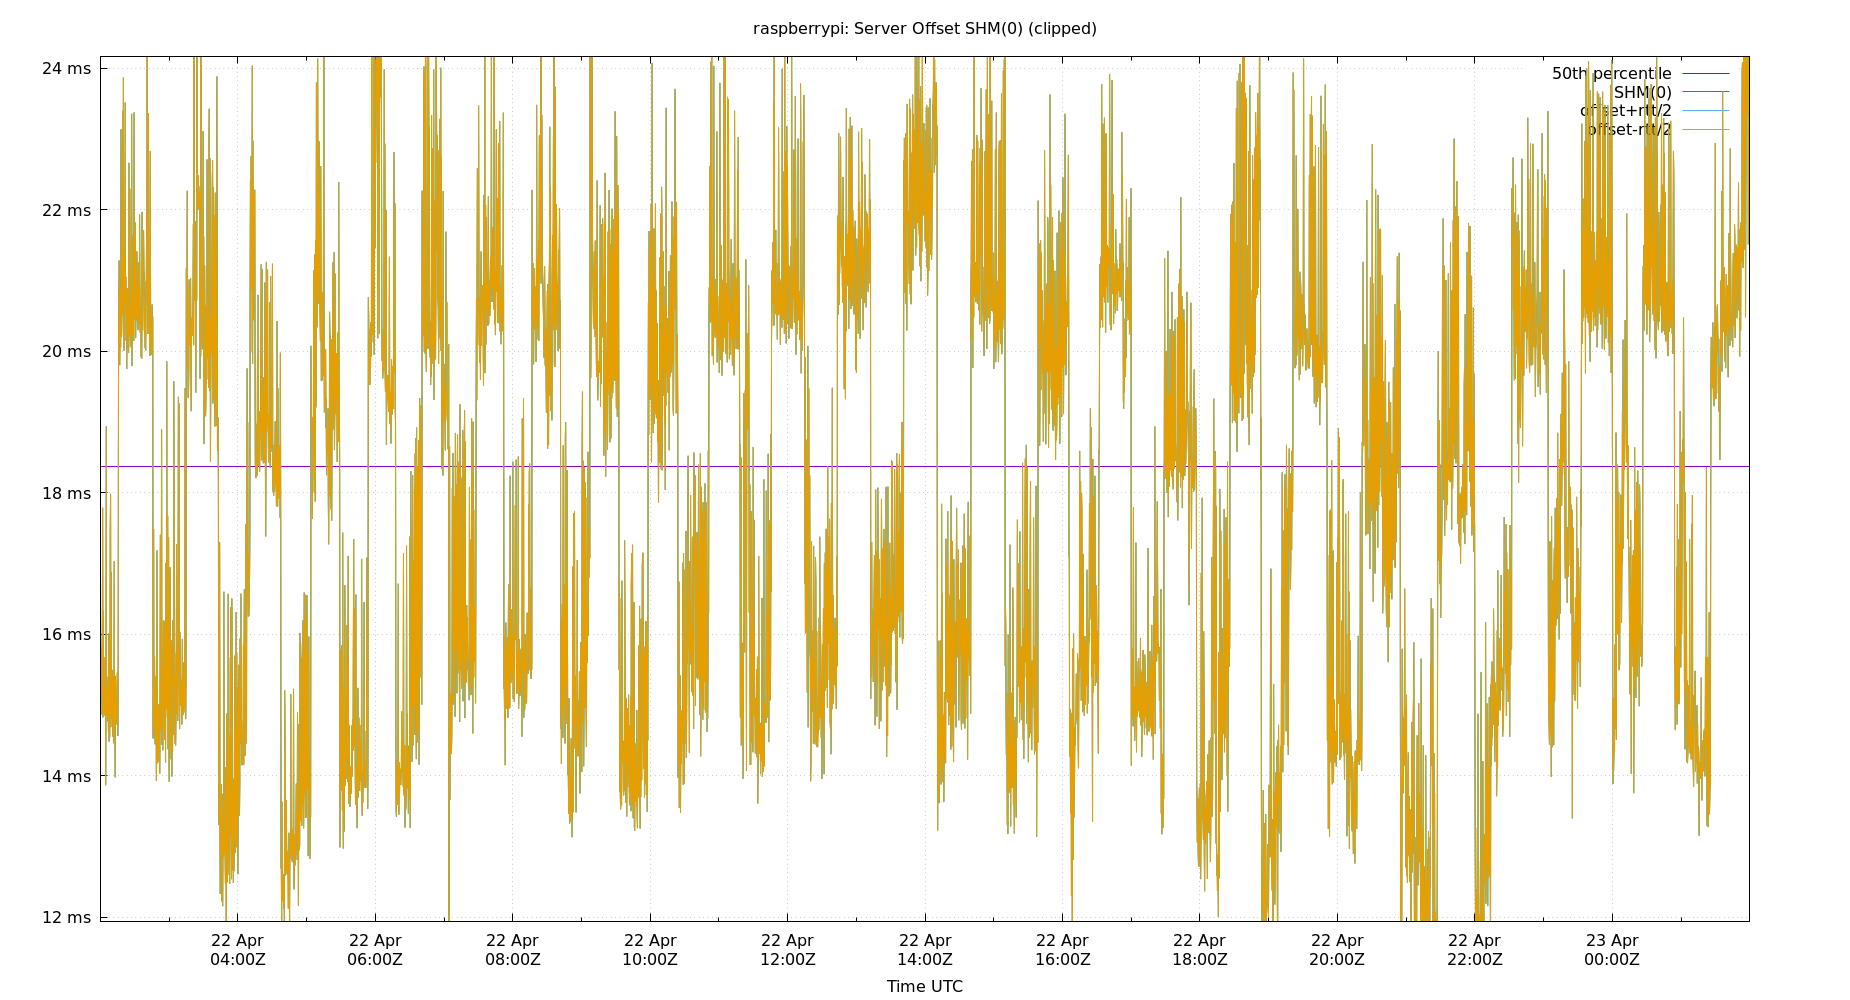 raspberrypi: Server Offset SHM(0) (clipped)
24 ms
22 ms
20 ms
18 ms
16 ms
14 ms
12 ms
50th percentile
SHM(0)
offset+rtt/2
offset-rtt/2
22 Apr
04:00Z
22 Apr
06:00Z
22 Apr
08:00Z
22 Apr
10:00Z
22 Apr
12:00Z
22 Apr
14:00Z
22 Apr
16:00Z
22 Apr
18:00Z
22 Apr
20:00Z
22 Apr
22:00Z
23 Apr
00:00Z
Time UTC